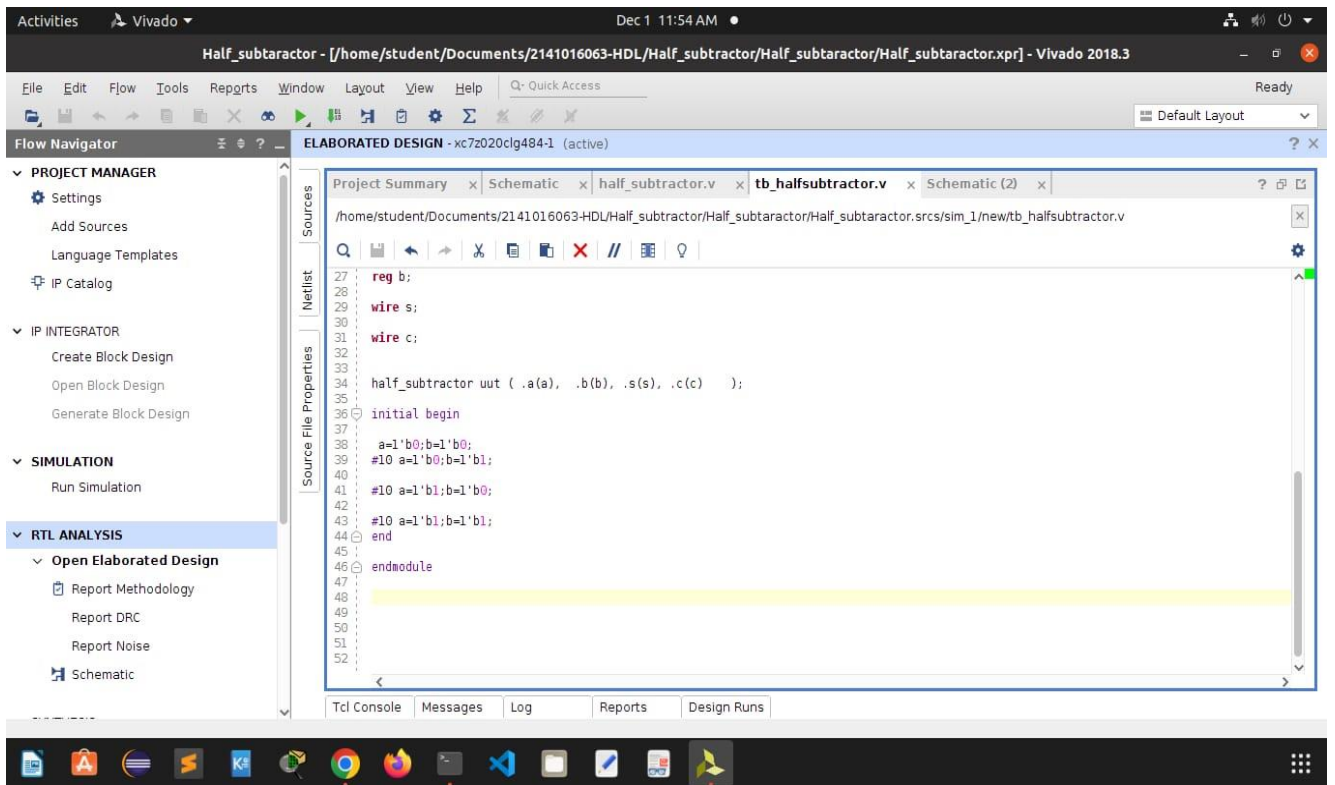 Activities Vivado Dec 1 11:54 AM
Half_subtaractor - [/home/student/Documents/2141016063-HDL/Half_subtractor/Half_subtaractor/Half_subtaractor.xpr] - Vivado 2018.3
File Edit Flow Tools Reports Window Layout View Help Q- Quick Access Ready
Default Layout
Flow Navigator ? ELABORATED DESIGN - xc7z020clg484-1 (active) ?
PROJECT MANAGER
Settings
Add Sources
Language Templates
IP Catalog
IP INTEGRATOR
Create Block Design
Open Block Design
Generate Block Design
SIMULATION
Run Simulation
RTL ANALYSIS
Open Elaborated Design
Report Methodology
Report DRC
Report Noise
Schematic
Sources
Netlist
Source File Properties
Project Summary x Schematic x half_subtractor.v x tb_halfsubtractor.v x Schematic (2) x ?
/home/student/Documents/2141016063-HDL/Half_subtractor/Half_subtaractor/Half_subtaractor.srcs/sim_1/new/tb_halfsubtractor.v
27 reg b;
28
29 wire s;
30
31 wire c;
32
33
34 half_subtractor uut ( .a(a), .b(b), .s(s), .c(c) );
35
36 initial begin
37
38 a=1'b0;b=1'b0;
39 #10 a=1'b0;b=1'b1;
40
41 #10 a=1'b1;b=1'b0;
42
43 #10 a=1'b1;b=1'b1;
44 end
45
46 endmodule
47
48
49
50
51
52
Tcl Console Messages Log Reports Design Runs